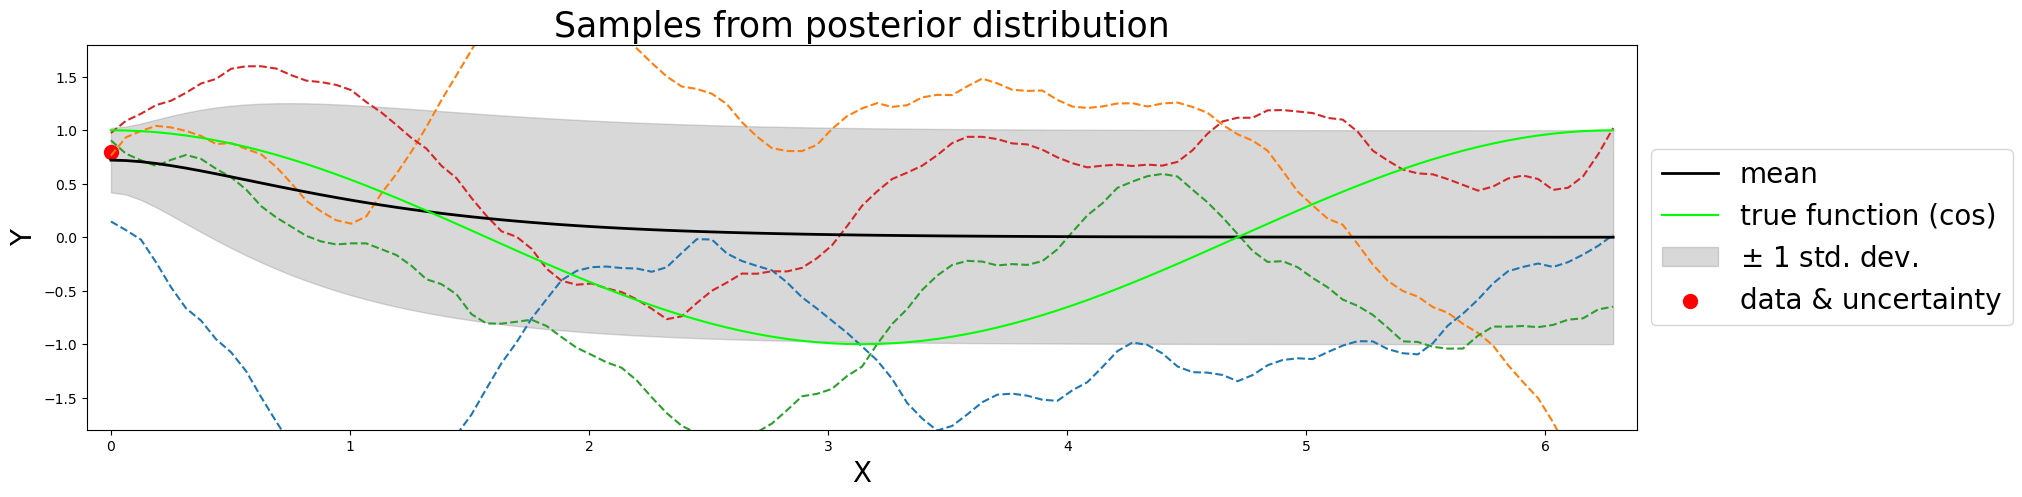 Samples from posterior distribution
Y
1.5
1.0
0.5
0.0
−0.5
−1.0
−1.5
0 1 2 3 4 5 6
X
mean
true function (cos)
± 1 std. dev.
data & uncertainty